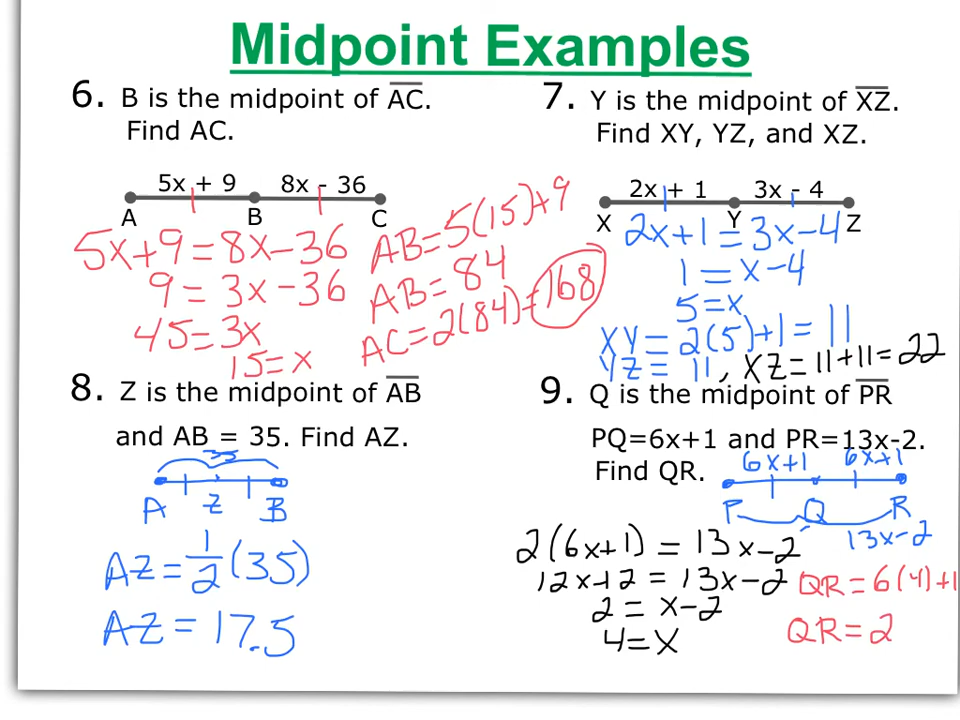 Midpoint Examples
6. B is the midpoint of AC.
Find AC.
5x + 9 8x - 36
A B C
5x+9 = 8x-36
9 = 3x-36
45=3x
15=x
AB=5(15)+9
AB=84
AC=2(84)=168
7. Y is the midpoint of XZ.
Find XY, YZ, and XZ.
2x + 1 3x - 4
X Y Z
2x+1 = 3x-4
1 = x-4
5=x
XY=2(5)+1=11
YZ = 11, XZ=11+11=22
8. Z is the midpoint of AB
and AB = 35. Find AZ.
35
A Z B
AZ=1/2(35)
AZ=17.5
9. Q is the midpoint of PR
PQ=6x+1 and PR=13x-2.
Find QR.
6x+1 6x+1
P Q R
13x-2
2(6x+1) = 13x-2
12x+2 = 13x-2
2 = x-2
4=x
QR=6(4)+1
QR=2